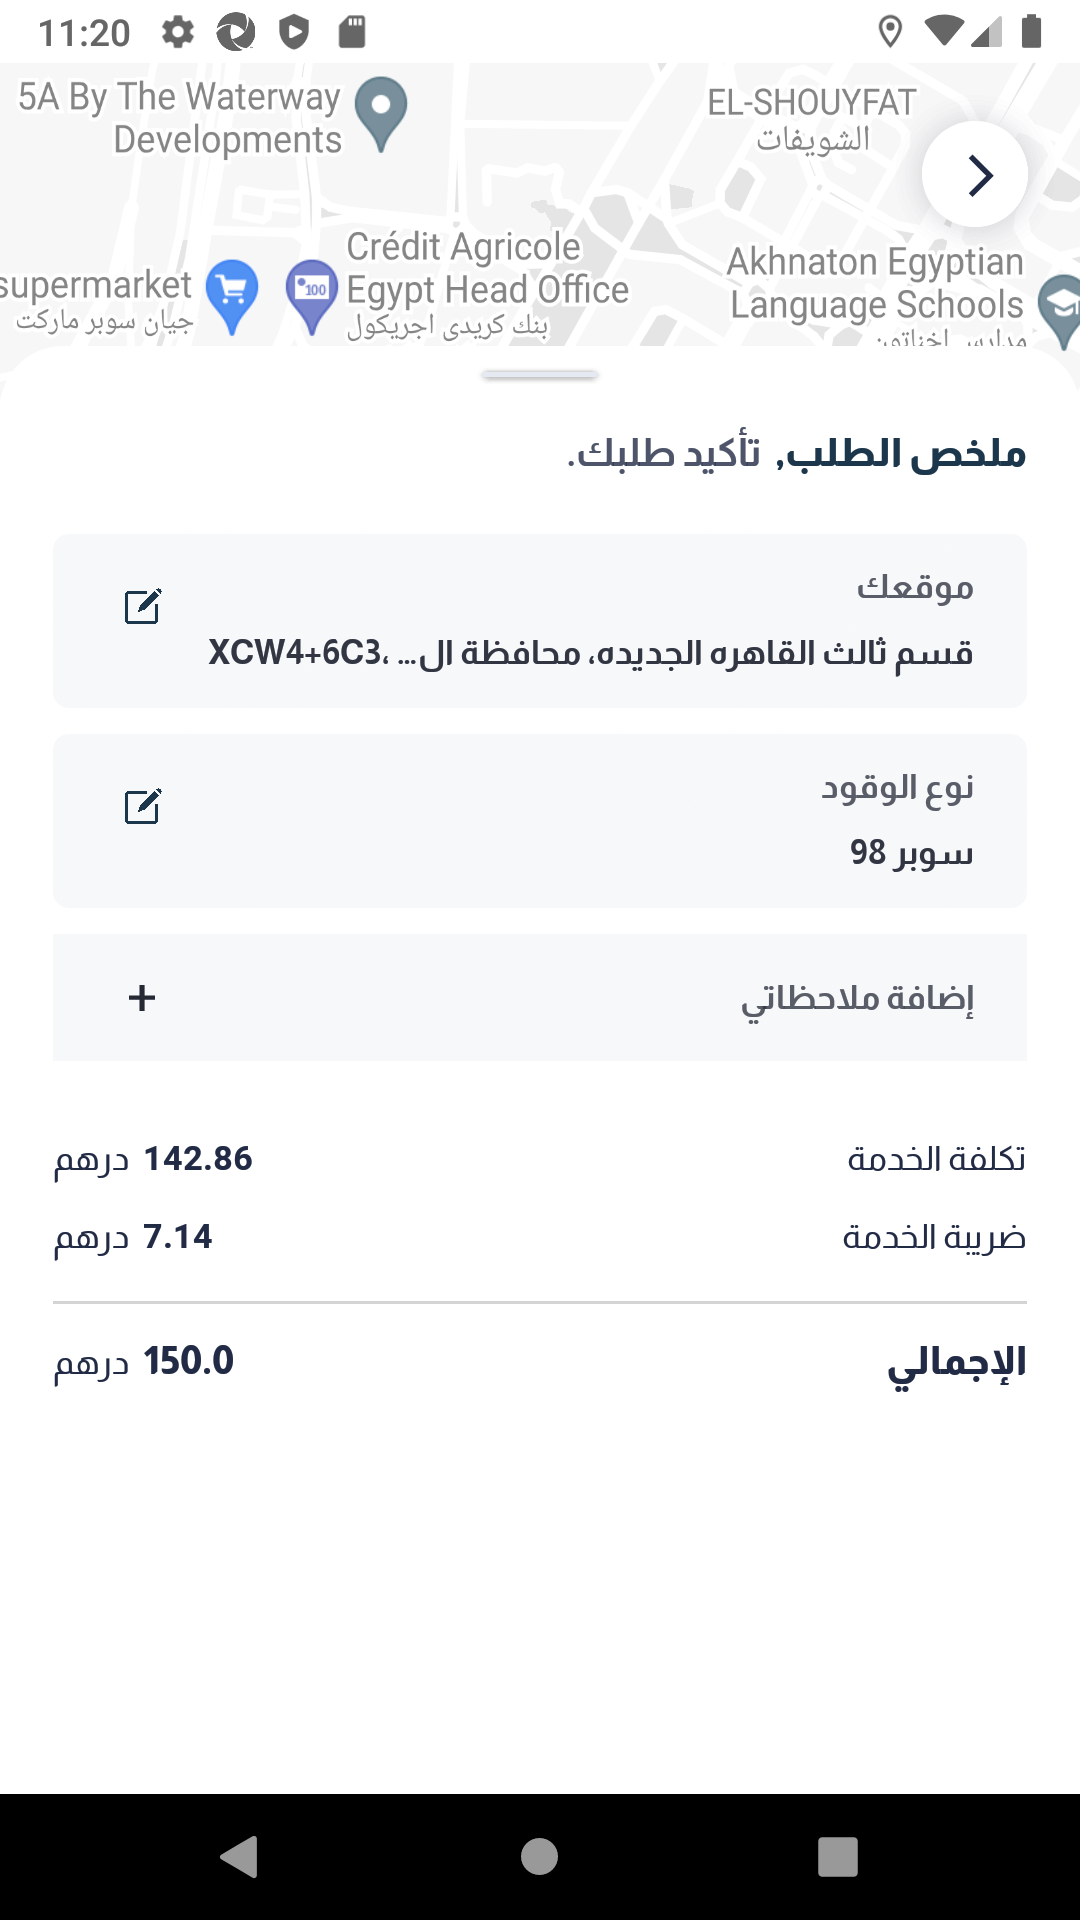 11:20
5A By The Waterway
Developments
EL-SHOUYFAT
الشويفات
Crédit Agricole
Egypt Head Office
بنك كريدى اجريكول
100
supermarket
جيان سوبر ماركت
Akhnaton Egyptian
Language Schools
مدارس اخناتون
ملخص الطلب, تأكيد طلبك.
موقعك
XCW4+6C3، قسم ثالث القاهره الجديده، محافظة ال...
نوع الوقود
سوبر 98
إضافة ملاحظاتي
تكلفة الخدمة 142.86 درهم
ضريبة الخدمة 7.14 درهم
الإجمالي 150.0 درهم